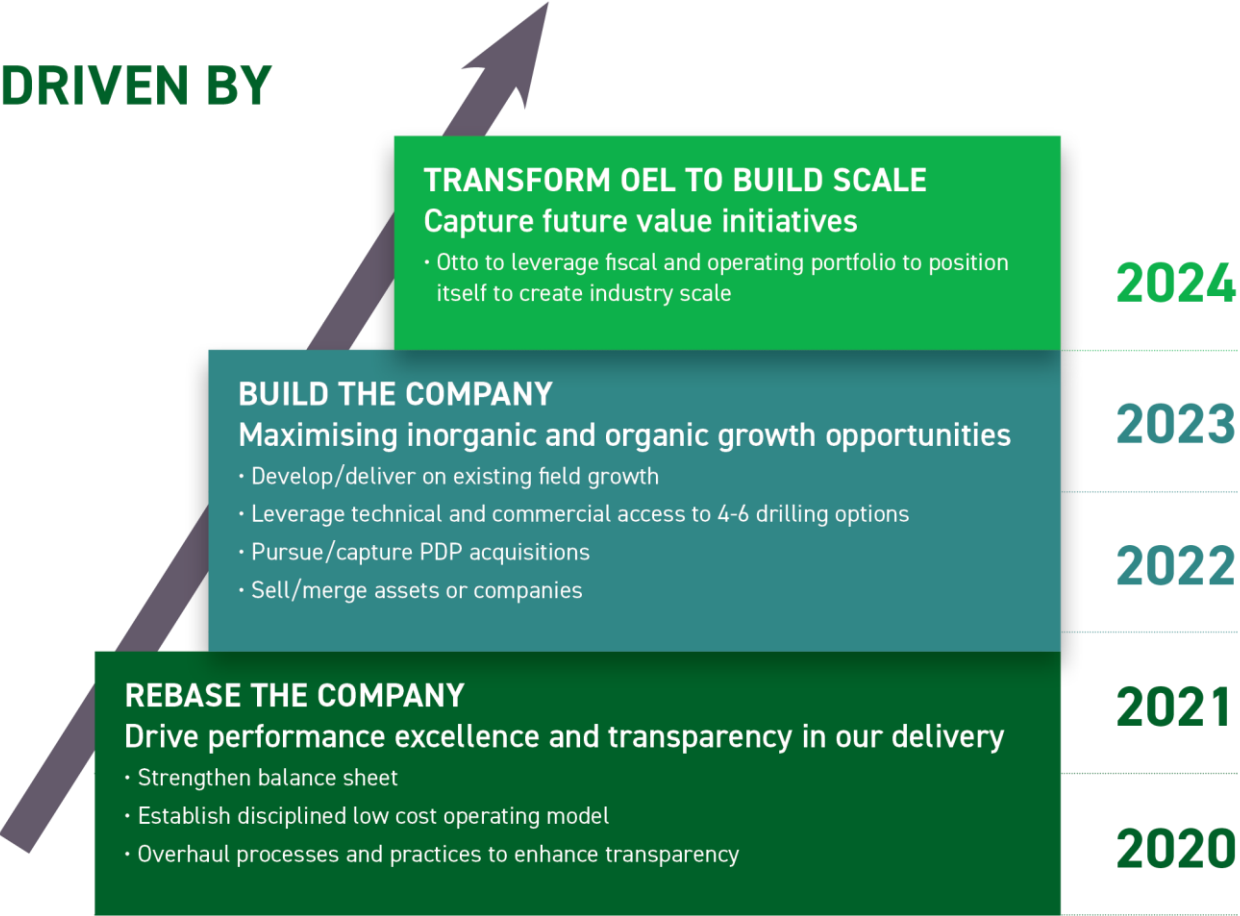 DRIVEN BY
TRANSFORM OEL TO BUILD SCALE
Capture future value initiatives
· Otto to leverage fiscal and operating portfolio to position
itself to create industry scale
2024
BUILD THE COMPANY
Maximising inorganic and organic growth opportunities
· Develop/deliver on existing field growth
· Leverage technical and commercial access to 4-6 drilling options
· Pursue/capture PDP acquisitions
· Sell/merge assets or companies
2023
2022
REBASE THE COMPANY
Drive performance excellence and transparency in our delivery
· Strengthen balance sheet
· Establish disciplined low cost operating model
· Overhaul processes and practices to enhance transparency
2021
2020